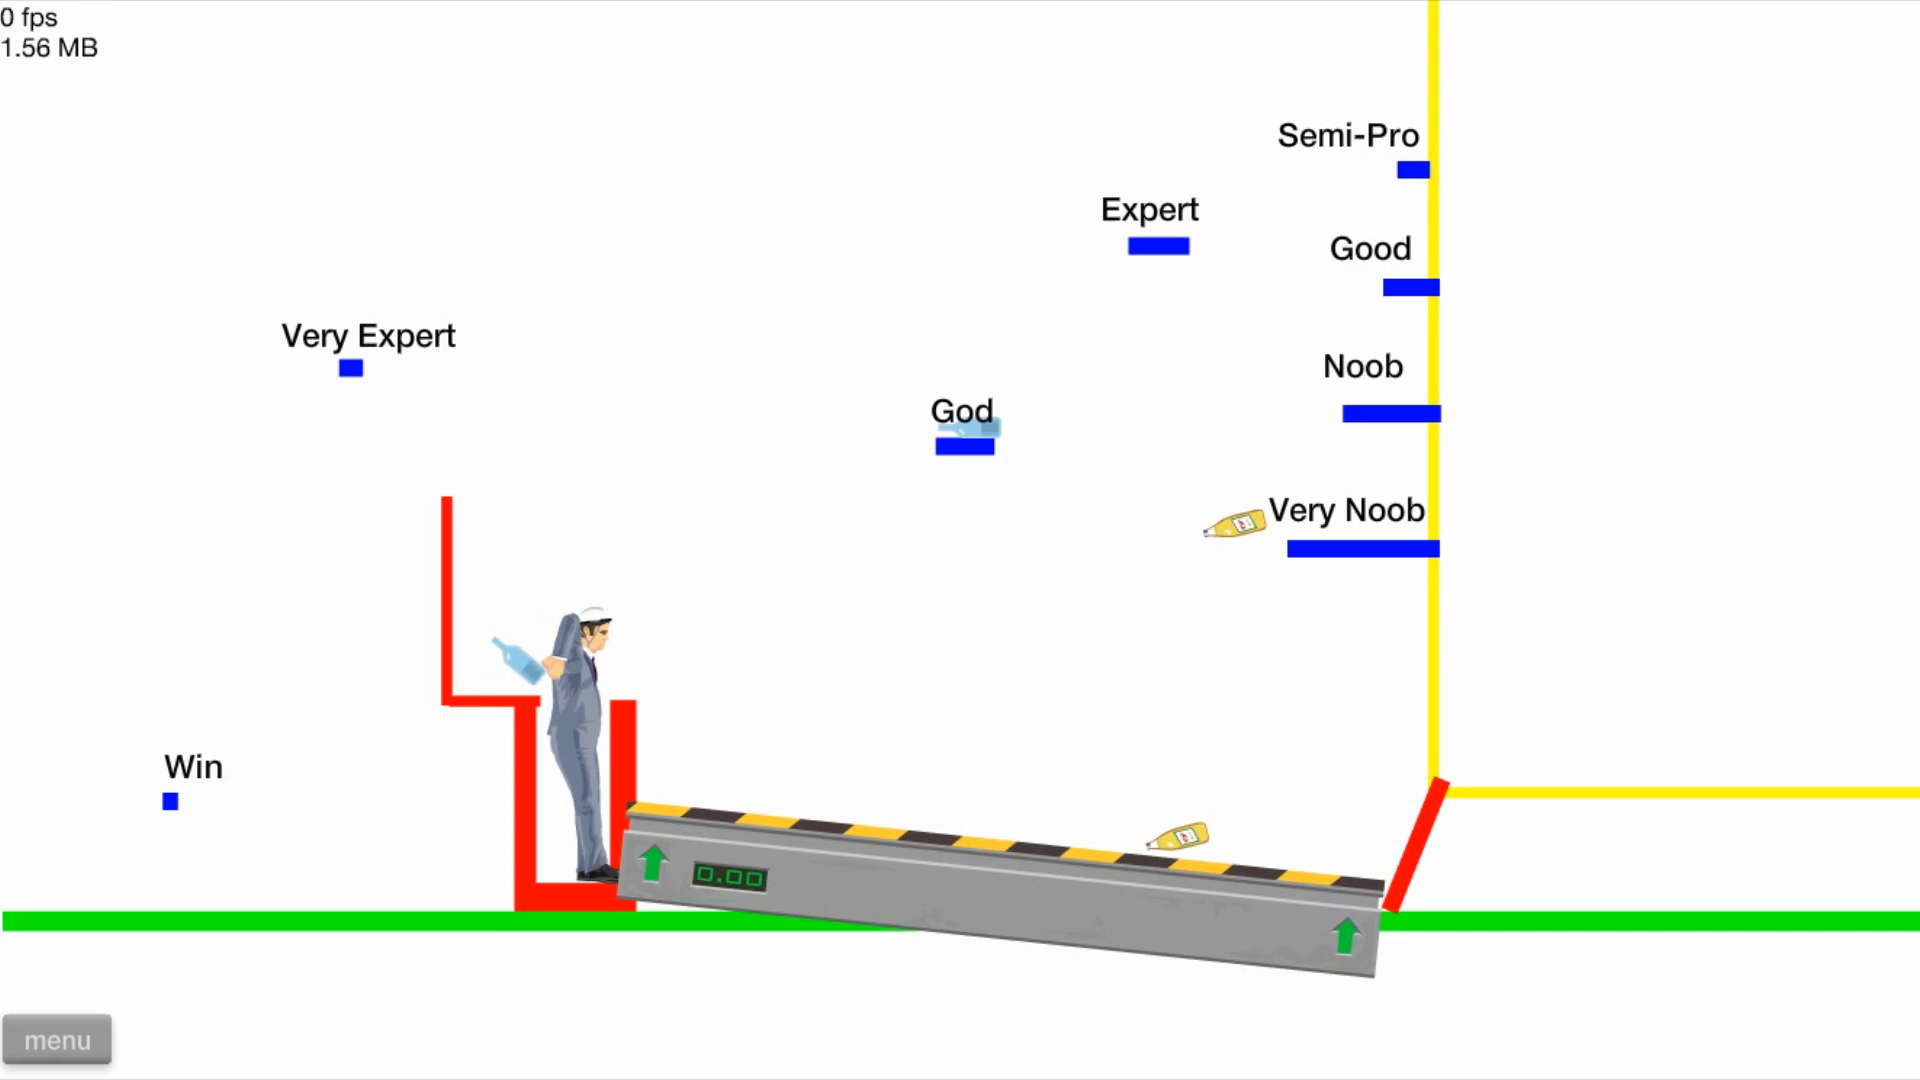 0 fps
1.56 MB
Semi-Pro
Expert
Good
Very Expert
Noob
God
Very Noob
Win
0.00
menu